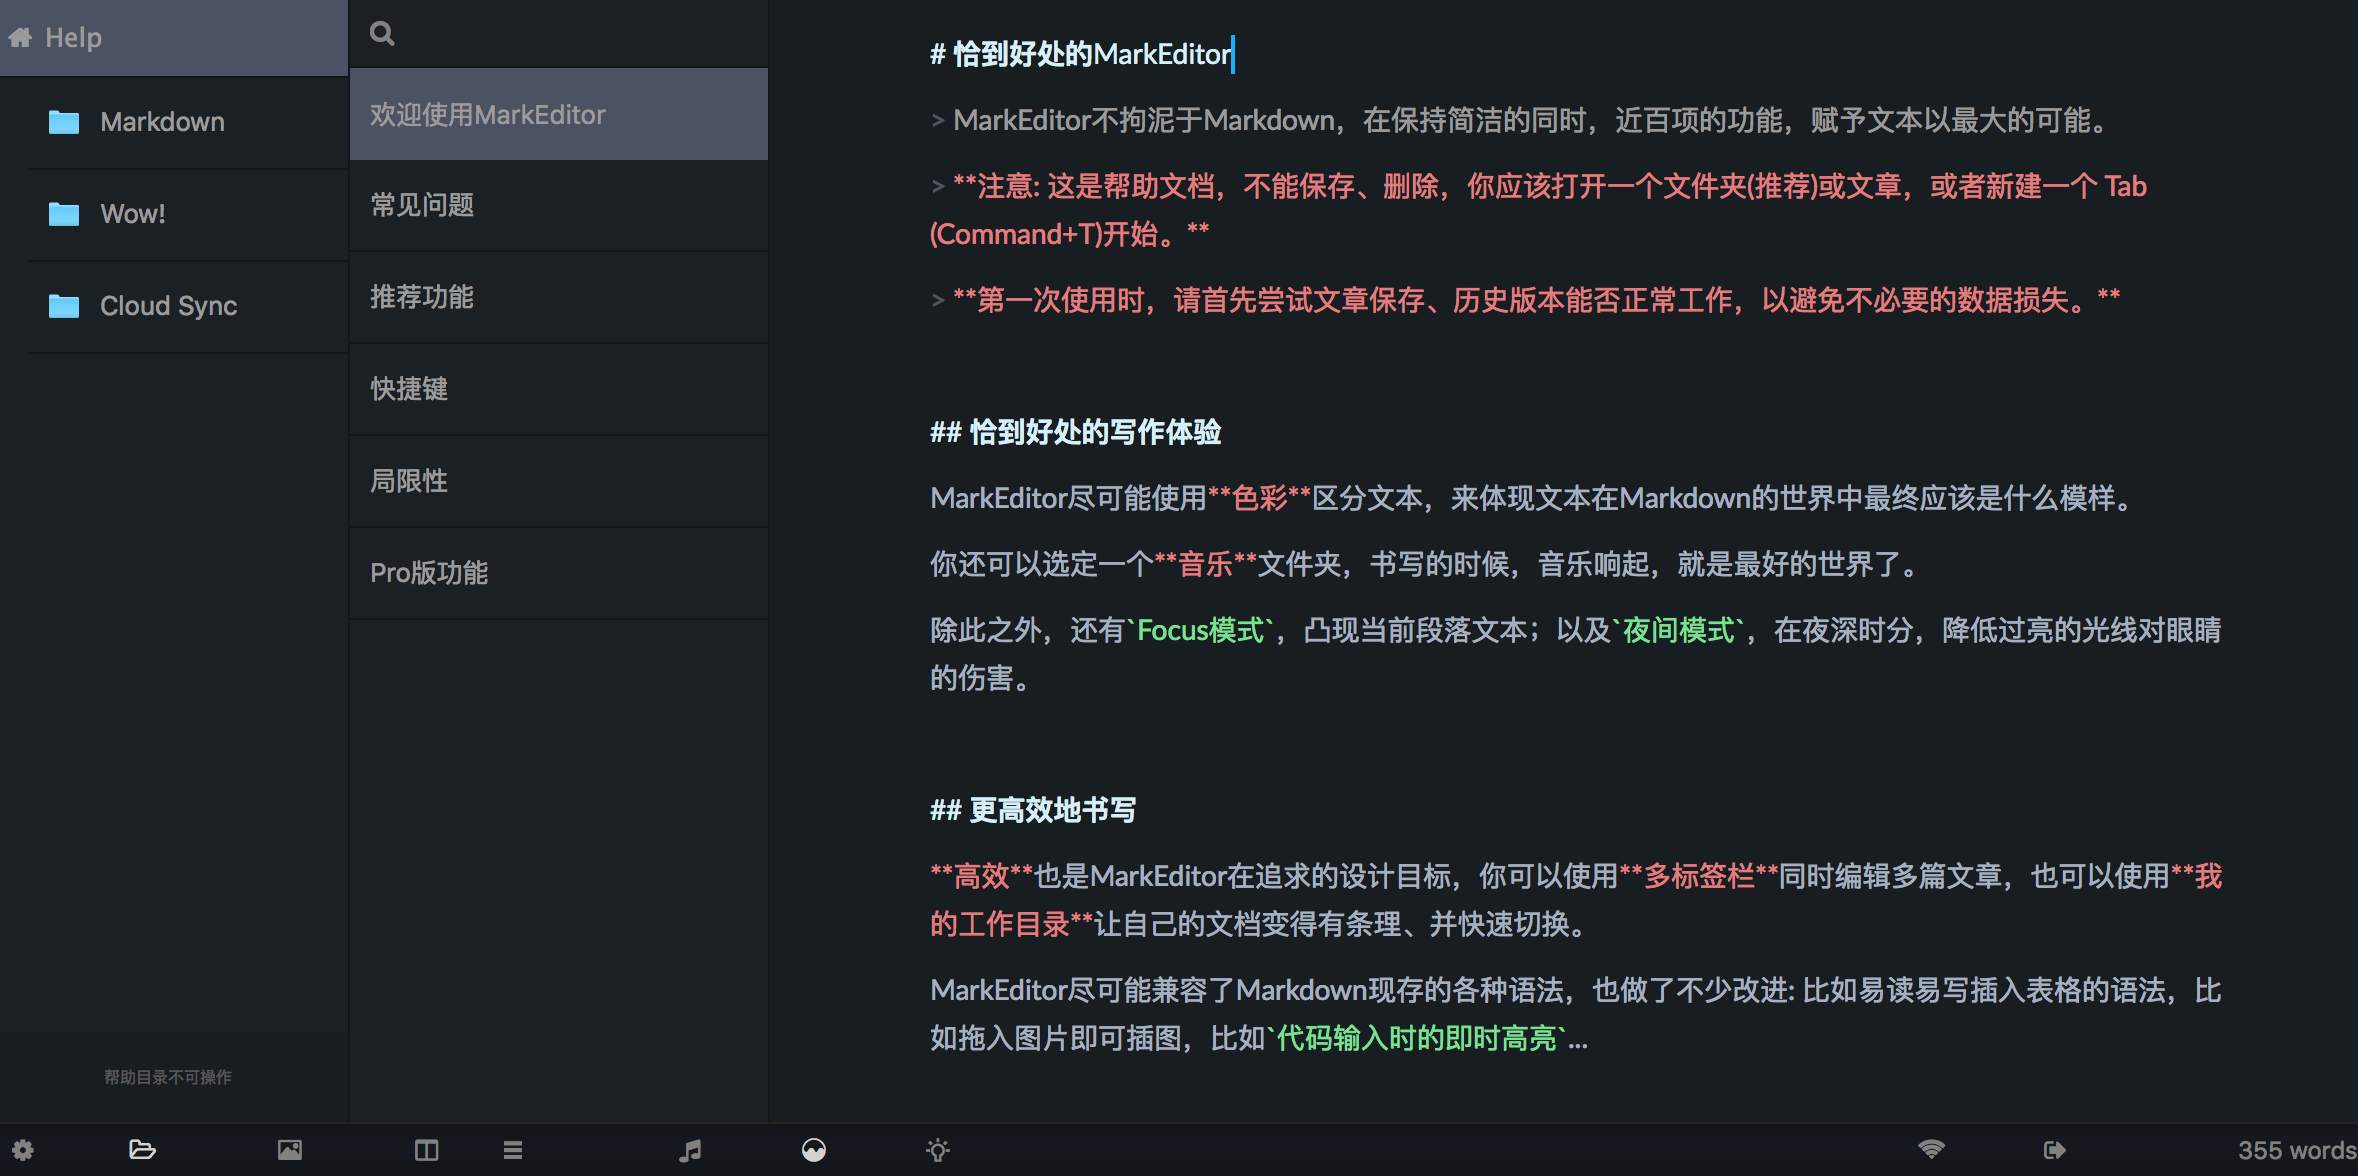 Help
Markdown
Wow!
Cloud Sync
帮助目录不可操作
欢迎使用MarkEditor
常见问题
推荐功能
快捷键
局限性
Pro版功能
# 恰到好处的MarkEditor
> MarkEditor不拘泥于Markdown，在保持简洁的同时，近百项的功能，赋予文本以最大的可能。
> **注意: 这是帮助文档，不能保存、删除，你应该打开一个文件夹(推荐)或文章，或者新建一个 Tab
(Command+T)开始。**
> **第一次使用时，请首先尝试文章保存、历史版本能否正常工作，以避免不必要的数据损失。**
## 恰到好处的写作体验
MarkEditor尽可能使用**色彩**区分文本，来体现文本在Markdown的世界中最终应该是什么模样。
你还可以选定一个**音乐**文件夹，书写的时候，音乐响起，就是最好的世界了。
除此之外，还有`Focus模式`，凸现当前段落文本；以及`夜间模式`，在夜深时分，降低过亮的光线对眼睛
的伤害。
## 更高效地书写
**高效**也是MarkEditor在追求的设计目标，你可以使用**多标签栏**同时编辑多篇文章，也可以使用**我
的工作目录**让自己的文档变得有条理、并快速切换。
MarkEditor尽可能兼容了Markdown现存的各种语法，也做了不少改进: 比如易读易写插入表格的语法，比
如拖入图片即可插图，比如`代码输入时的即时高亮`...
355 words